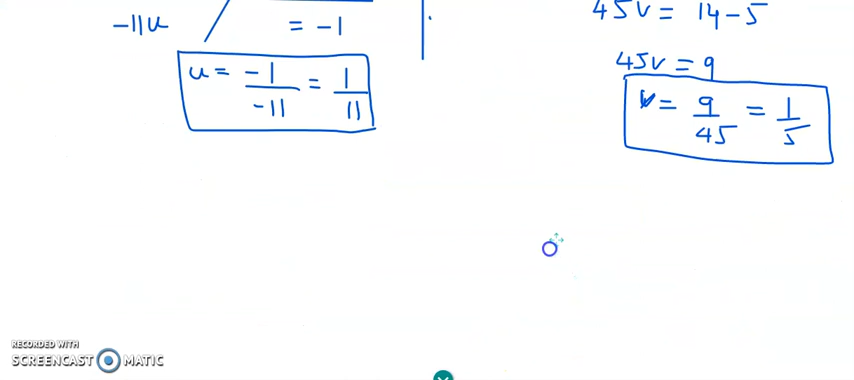 -11u = -1
u = -1/-11 = 1/11
45v = 14-5
45v = 9
v = 9/45 = 1/5
RECORDED WITH
SCREENCAST MATIC